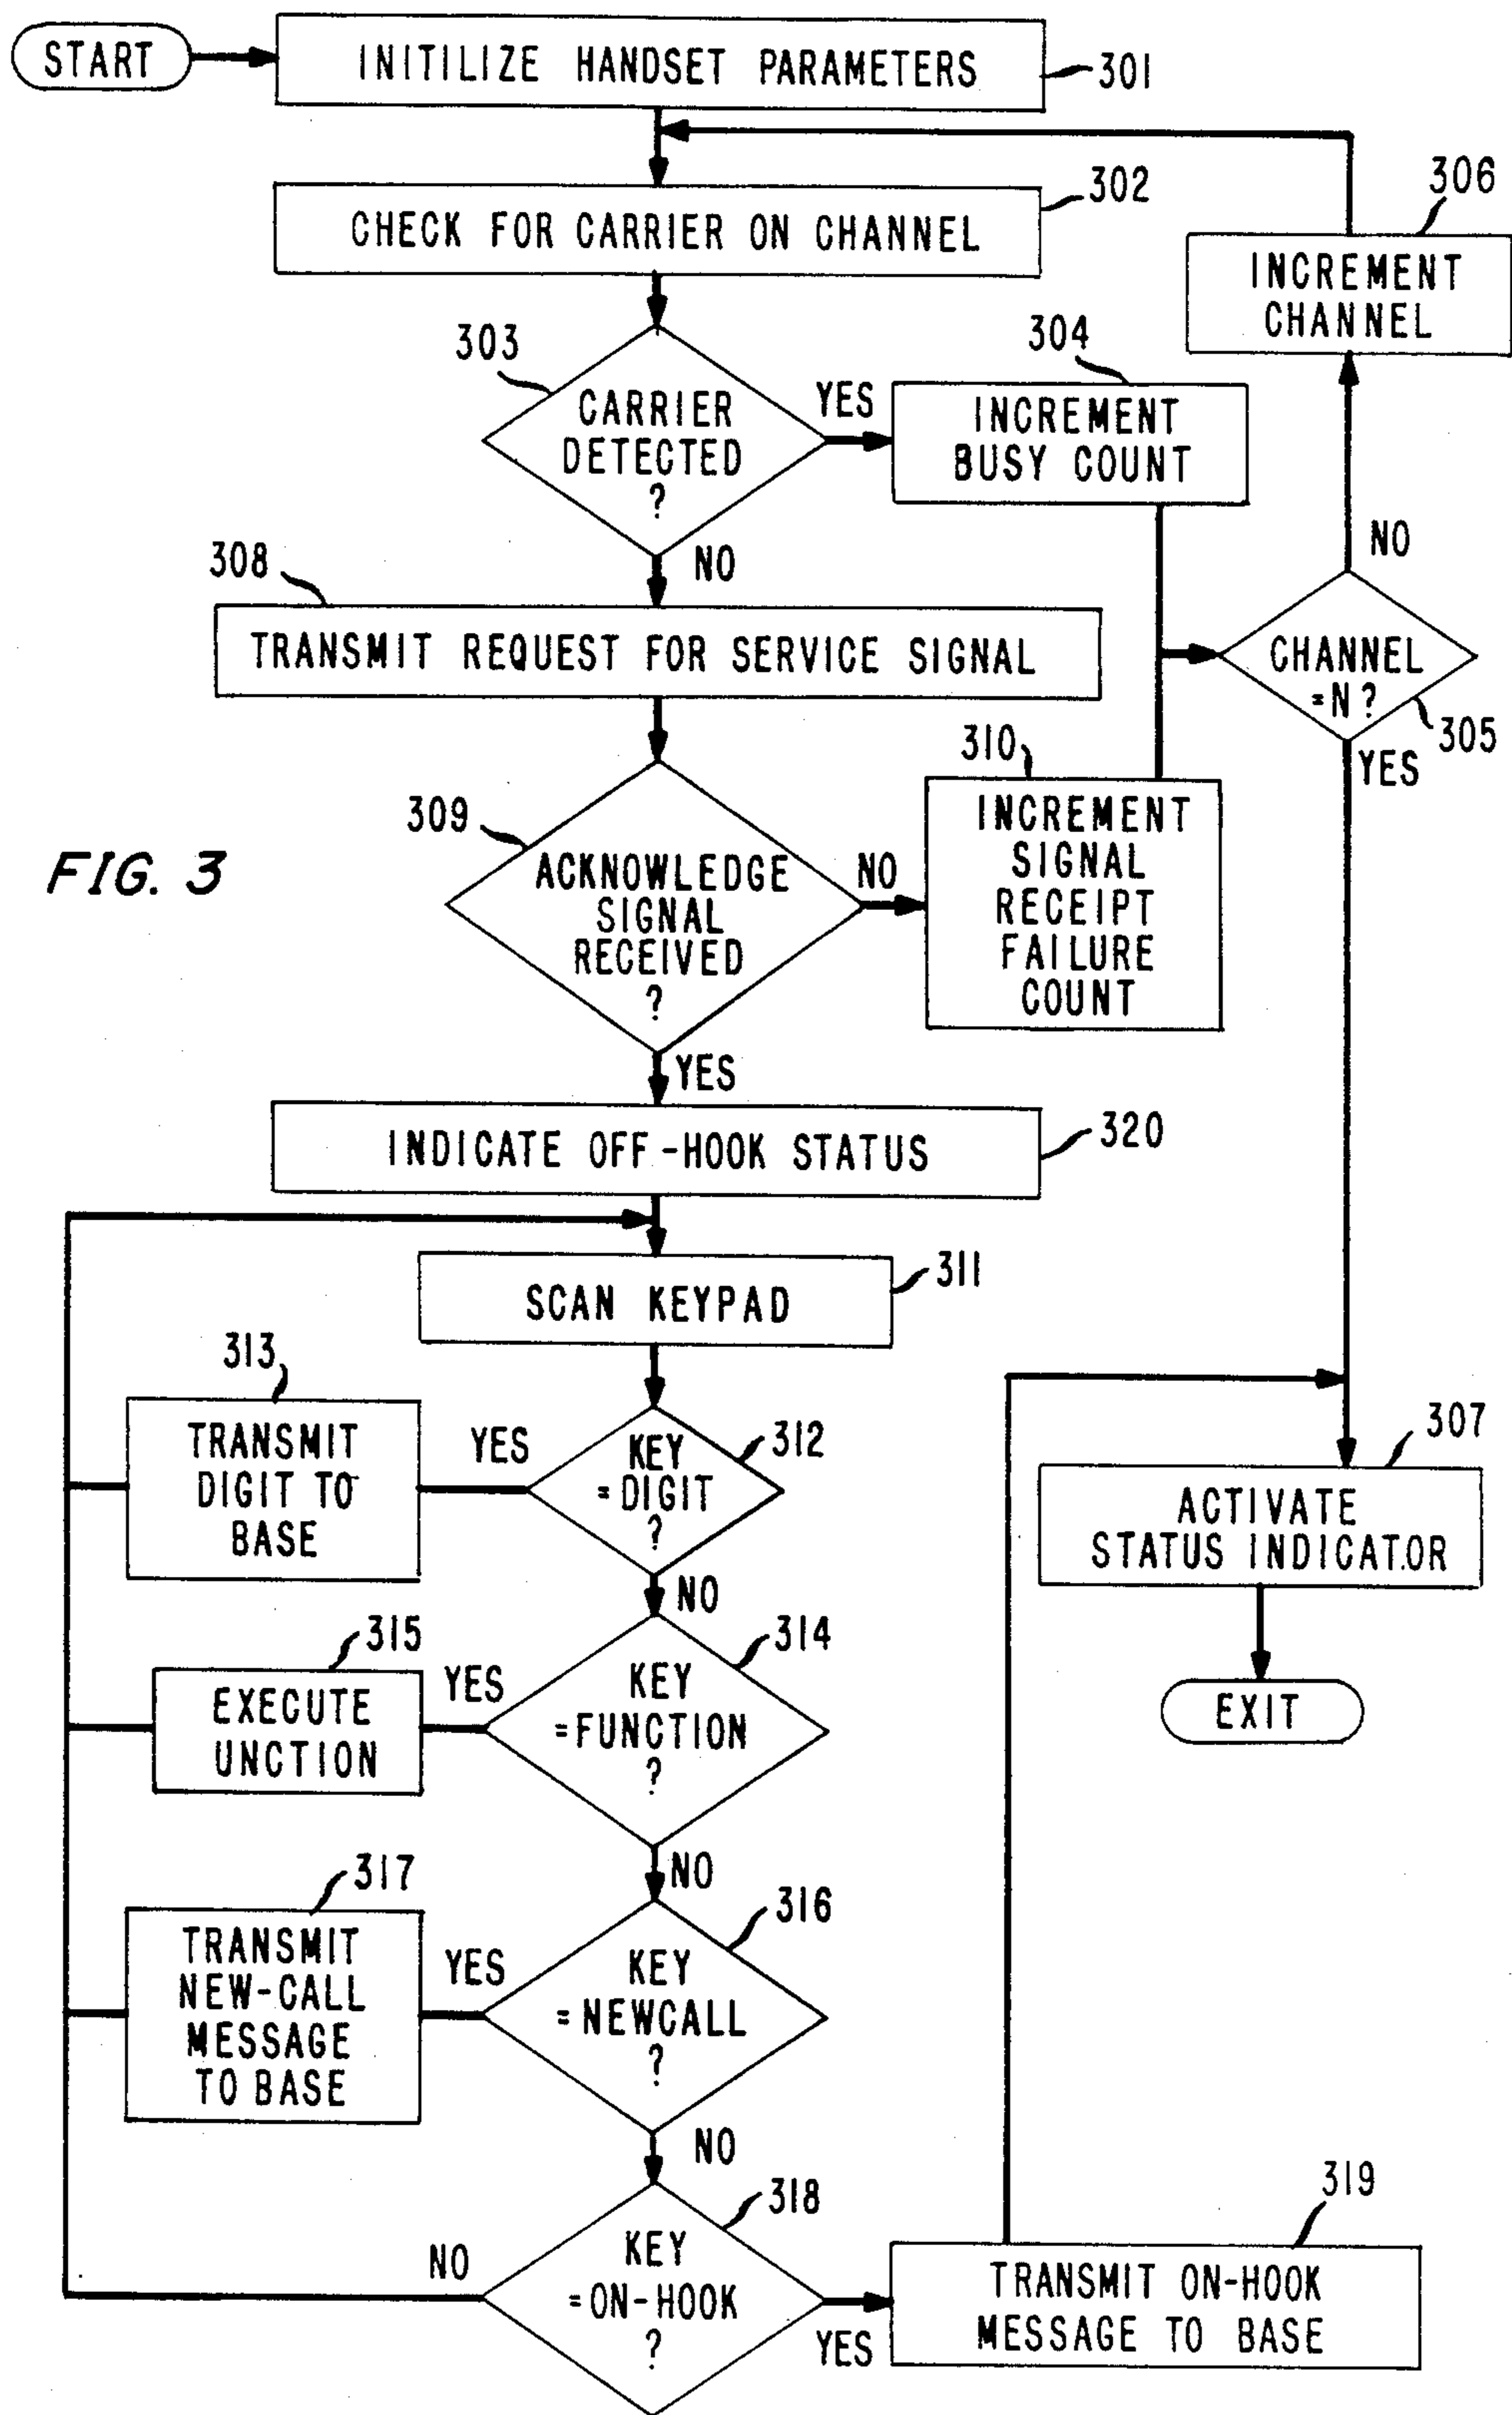 START
INITILIZE HANDSET PARAMETERS
301
CHECK FOR CARRIER ON CHANNEL
302
306
INCREMENT
CHANNEL
303
CARRIER
DETECTED
?
YES
304
INCREMENT
BUSY COUNT
NO
NO
308
TRANSMIT REQUEST FOR SERVICE SIGNAL
CHANNEL
=N?
305
YES
309
ACKNOWLEDGE
SIGNAL
RECEIVED
?
NO
310
INCREMENT
SIGNAL
RECEIPT
FAILURE
COUNT
FIG. 3
YES
INDICATE OFF-HOOK STATUS
320
SCAN KEYPAD
311
313
TRANSMIT
DIGIT TO
BASE
YES
KEY
=DIGIT
?
312
307
ACTIVATE
STATUS INDICAT.OR
NO
315
EXECUTE
UNCTION
YES
KEY
=FUNCTION
?
314
EXIT
NO
317
TRANSMIT
NEW-CALL
MESSAGE
TO BASE
YES
KEY
=NEWCALL
?
316
NO
NO
KEY
=ON-HOOK
?
318
YES
319
TRANSMIT ON-HOOK
MESSAGE TO BASE